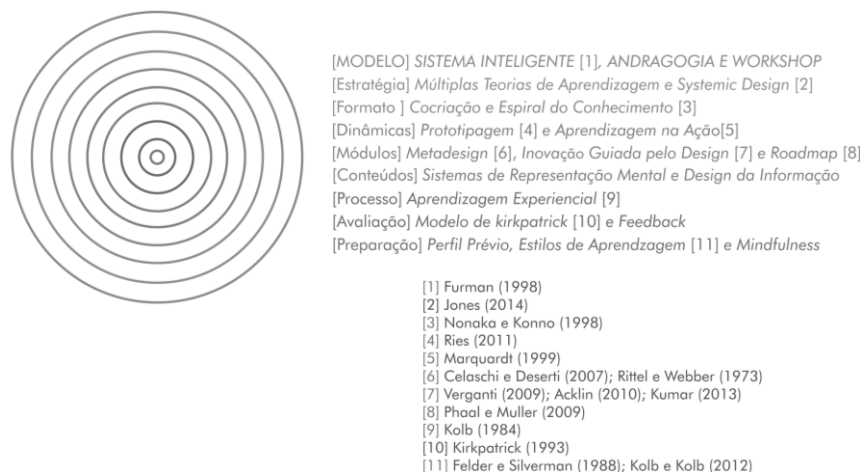 [MODELO] SISTEMA INTELIGENTE [1], ANDRAGOGIA E WORKSHOP
[Estratégia] Múltiplas Teorias de Aprendizagem e Systemic Design [2]
[Formato ] Cocriação e Espiral do Conhecimento [3]
[Dinâmicas] Prototipagem [4] e Aprendizagem na Ação[5]
[Módulos] Metadesign [6], Inovação Guiada pelo Design [7] e Roadmap [8]
[Conteúdos] Sistemas de Representação Mental e Design da Informação
[Processo] Aprendizagem Experiencial [9]
[Avaliação] Modelo de kirkpatrick [10] e Feedback
[Preparação] Perfil Prévio, Estilos de Aprendzagem [11] e Mindfulness
[1] Furman (1998)
[2] Jones (2014)
[3] Nonaka e Konno (1998)
[4] Ries (2011)
[5] Marquardt (1999)
[6] Celaschi e Deserti (2007); Rittel e Webber (1973)
[7] Verganti (2009); Acklin (2010); Kumar (2013)
[8] Phaal e Muller (2009)
[9] Kolb (1984)
[10] Kirkpatrick (1993)
[11] Felder e Silverman (1988); Kolb e Kolb (2012)